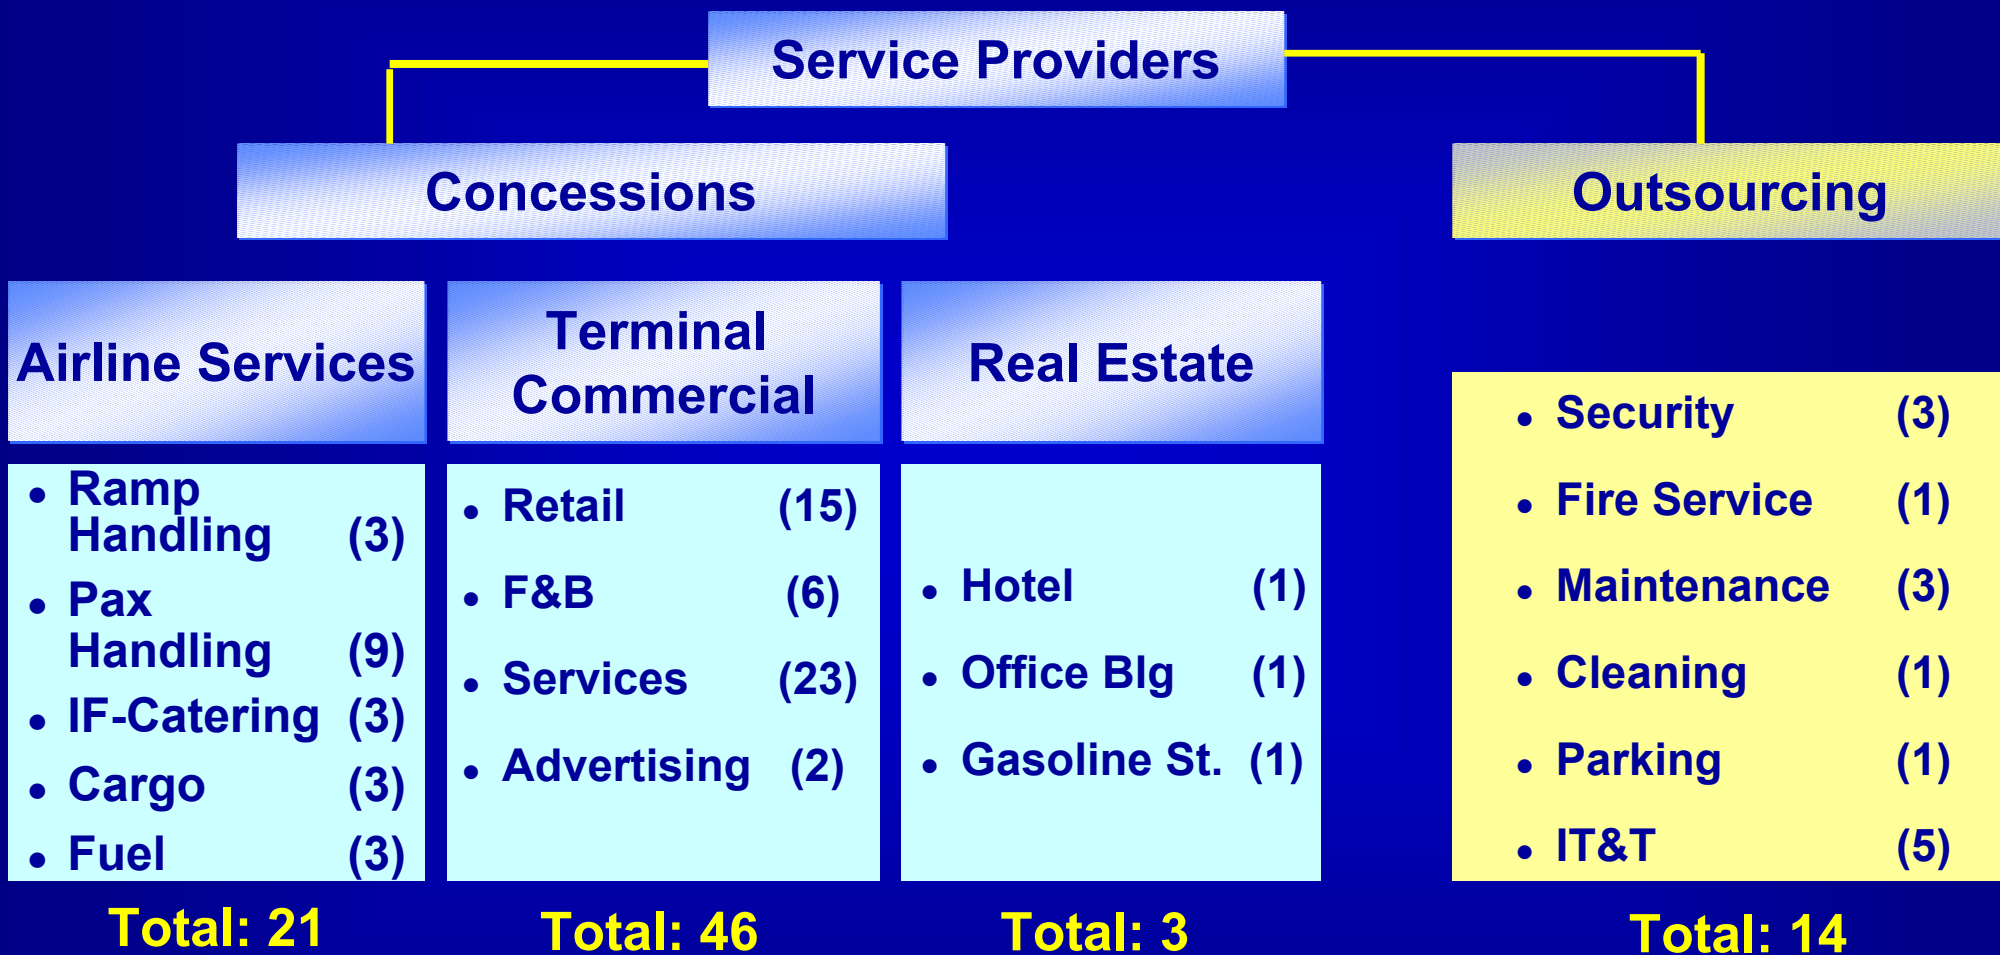 Service Providers
Concessions
Outsourcing
Airline Services
Terminal
Commercial
Real Estate
• Ramp
Handling (3)
• Pax
Handling (9)
• IF-Catering (3)
• Cargo (3)
• Fuel (3)
Total: 21
• Retail (15)
• F&B (6)
• Services (23)
• Advertising (2)
Total: 46
• Hotel (1)
• Office Blg (1)
• Gasoline St. (1)
Total: 3
• Security (3)
• Fire Service (1)
• Maintenance (3)
• Cleaning (1)
• Parking (1)
• IT&T (5)
Total: 14